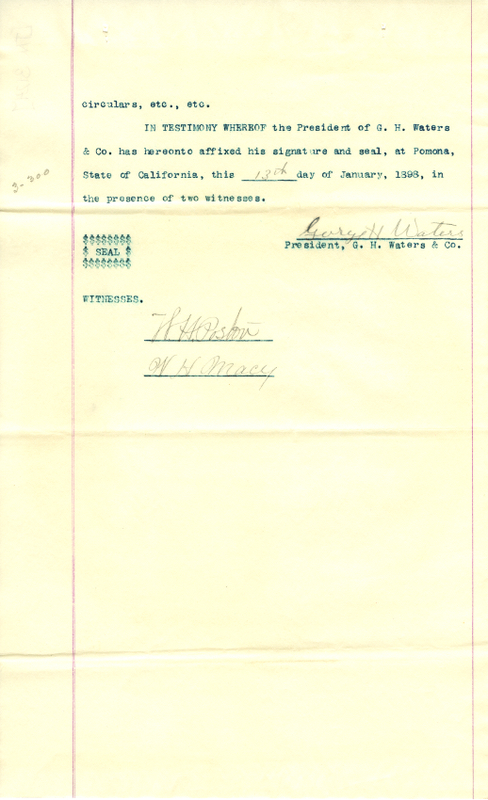 circulars, etc., etc.
IN TESTIMONY WHEREOF the President of G. H. Waters
& Co. has hereonto affixed his signature and seal, at Pomona,
State of California, this 13th day of January, 1898, in
the presence of two witnesses.
3-300
George H Waters
President, G. H. Waters & Co.
$$$$$$$$
$ SEAL $
$$$$$$$$
WITNESSES.
W. H.
W H Macy